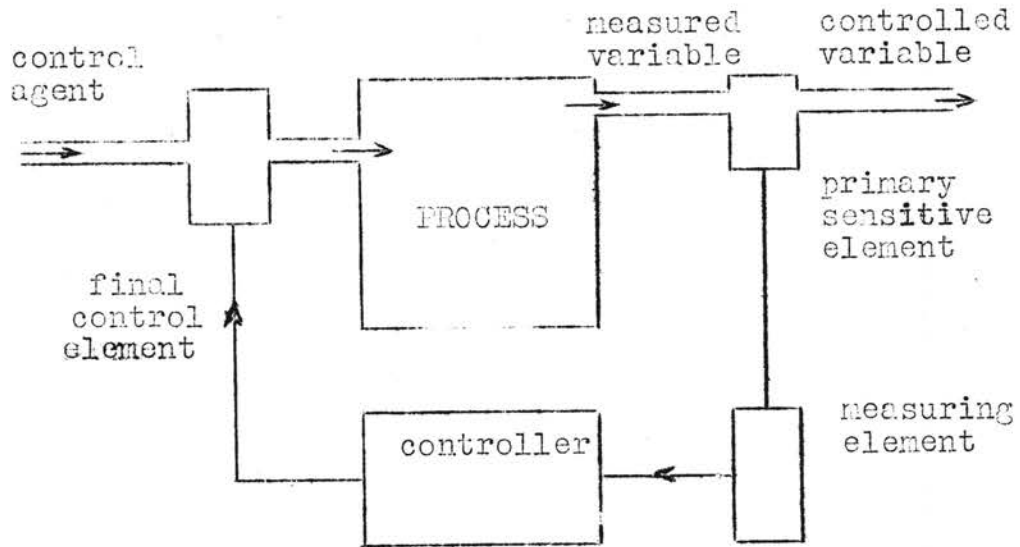 control
agent
measured
variable
controlled
variable
PROCESS
primary
sensitive
element
final
control
element
controller
measuring
element